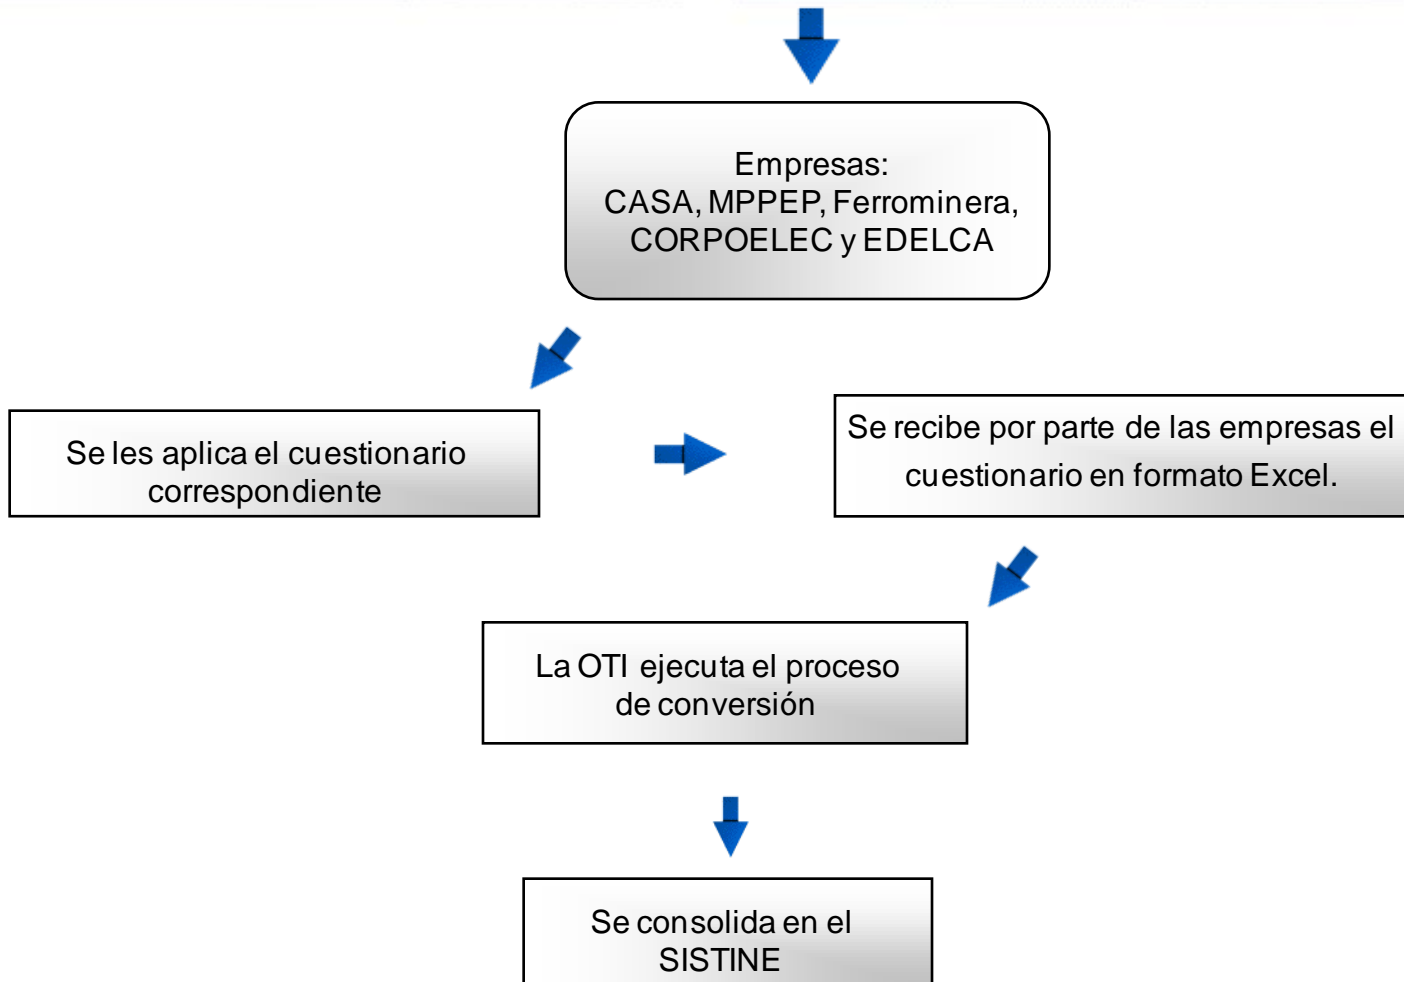 Empresas:
CASA, MPPEP, Ferrominera,
CORPOELEC y EDELCA
Se les aplica el cuestionario
correspondiente
Se recibe por parte de las empresas el
cuestionario en formato Excel.
La OTI ejecuta el proceso
de conversión
Se consolida en el
SISTINE